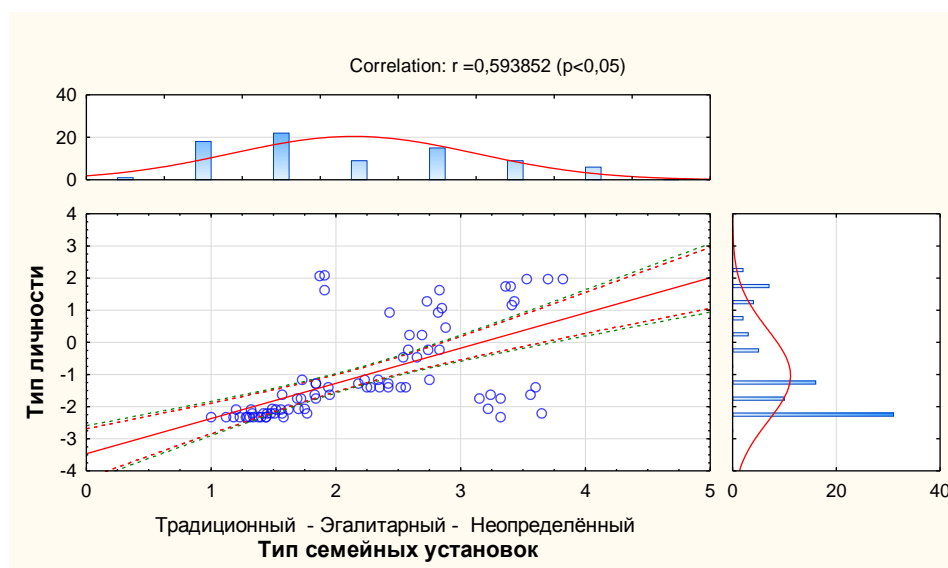 Correlation: r =0,593852 (p<0,05)
40
20
0
4
3
2
1
0
-1
-2
-3
-4
Тип личности
0 1 2 3 4 5
0 20 40
Традиционный - Эгалитарный - Неопределённый
Тип семейных установок